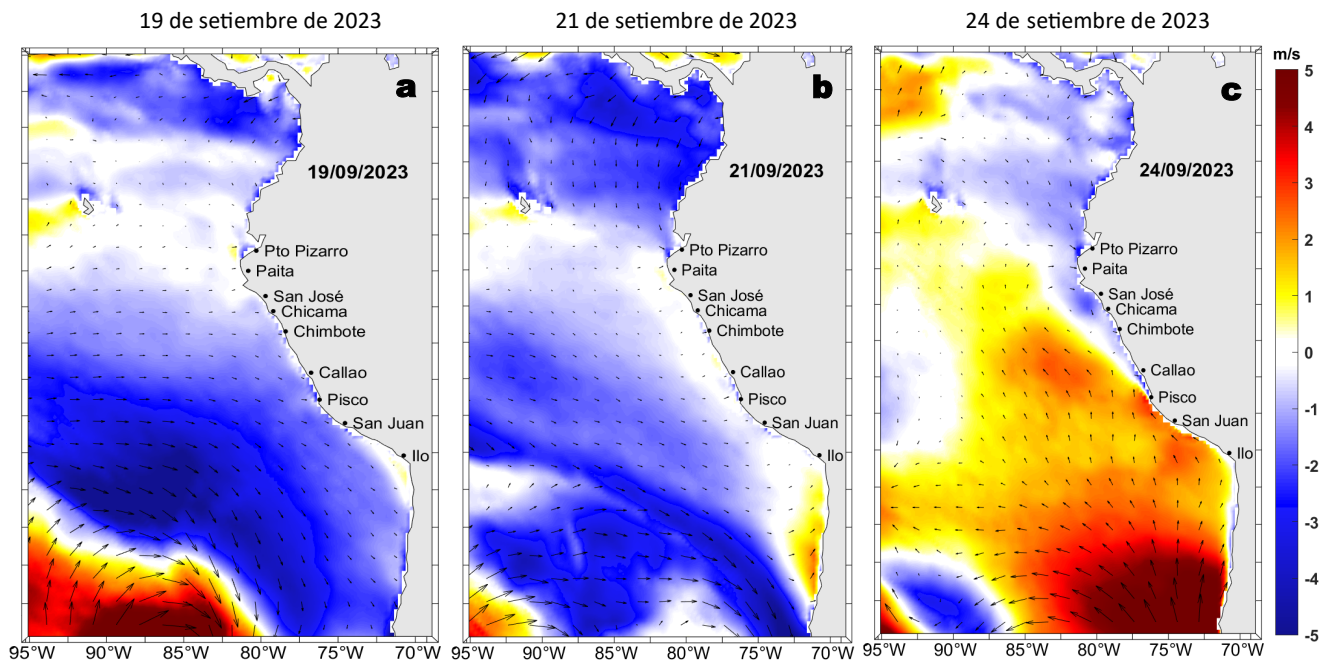 19 de setiembre de 2023
21 de setiembre de 2023
24 de setiembre de 2023
a
19/09/2023
Pto Pizarro
Paita
San José
Chicama
Chimbote
Callao
Pisco
San Juan
Ilo
95°W 90°W 85°W 80°W 75°W 70°W
b
21/09/2023
Pto Pizarro
Paita
San José
Chicama
Chimbote
Callao
Pisco
San Juan
Ilo
95°W 90°W 85°W 80°W 75°W 70°W
c
24/09/2023
Pto Pizarro
Paita
San José
Chicama
Chimbote
Callao
Pisco
San Juan
Ilo
95°W 90°W 85°W 80°W 75°W 70°W
m/s
5
4
3
2
1
0
-1
-2
-3
-4
-5